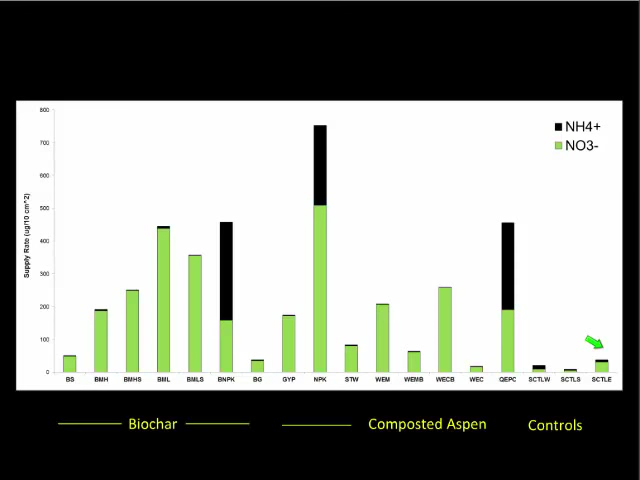 NH4+
NO3-
Supply Rate (ug/10 cm^2)
800
700
600
500
400
300
200
100
0
BS BMH BMHS BML BMLS BNPK BG GYP NPK STW WEM WEMB WECB WEC QEPC SCTLW SCTLS SCTLE
Biochar Composted Aspen Controls